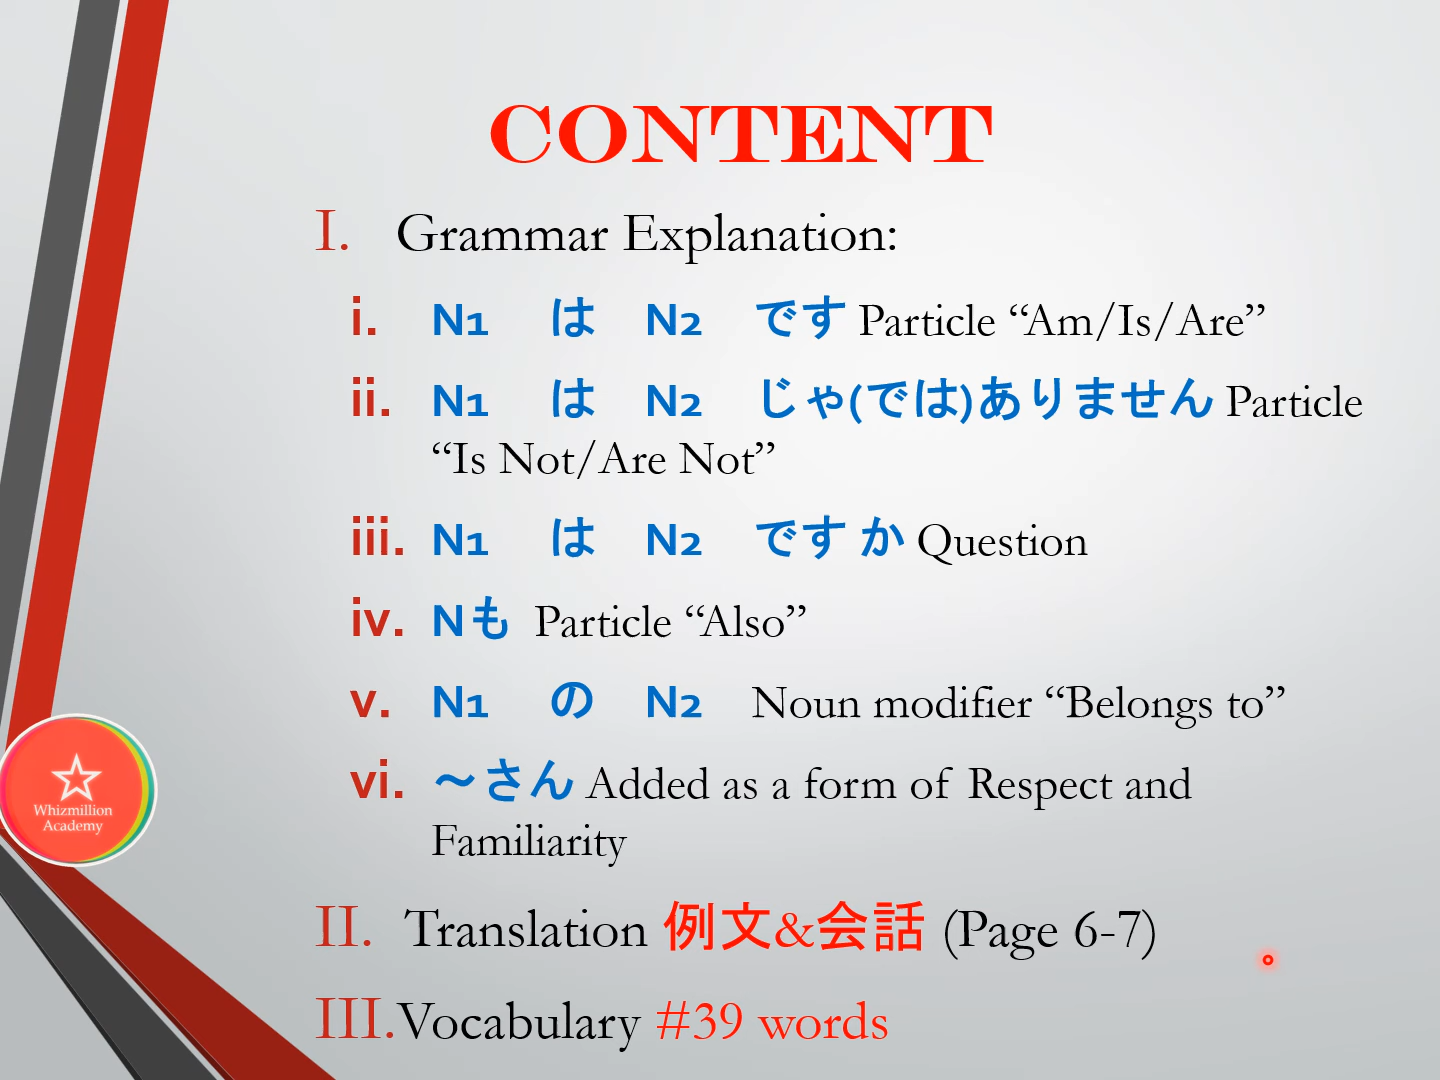 CONTENT
I. Grammar Explanation:
i. N1 は N2 です Particle “Am/Is/Are”
ii. N1 は N2 じゃ(では)ありません Particle
“Is Not/Are Not”
iii. N1 は N2 です か Question
iv. Nも Particle “Also”
v. N1 の N2 Noun modifier “Belongs to”
vi. ～さん Added as a form of Respect and
Familiarity
II. Translation 例文&会話 (Page 6-7)
III. Vocabulary #39 words
Whizmillion
Academy